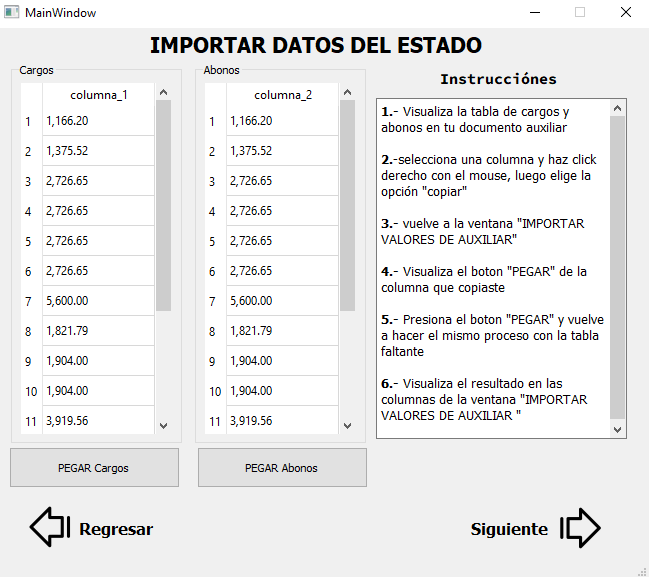 MainWindow
IMPORTAR DATOS DEL ESTADO
Cargos
columna_1
1 1,166.20
2 1,375.52
3 2,726.65
4 2,726.65
5 2,726.65
6 2,726.65
7 5,600.00
8 1,821.79
9 1,904.00
10 1,904.00
11 3,919.56
PEGAR Cargos
Abonos
columna_2
1 1,166.20
2 1,375.52
3 2,726.65
4 2,726.65
5 2,726.65
6 2,726.65
7 5,600.00
8 1,821.79
9 1,904.00
10 1,904.00
11 3,919.56
PEGAR Abonos
Instrucciónes
1.- Visualiza la tabla de cargos y
abonos en tu documento auxiliar
2.-selecciona una columna y haz click
derecho con el mouse, luego elige la
opción "copiar"
3.- vuelve a la ventana "IMPORTAR
VALORES DE AUXILIAR"
4.- Visualiza el boton "PEGAR" de la
columna que copiaste
5.- Presiona el boton "PEGAR" y vuelve
a hacer el mismo proceso con la tabla
faltante
6.- Visualiza el resultado en las
columnas de la ventana "IMPORTAR
VALORES DE AUXILIAR "
Regresar
Siguiente